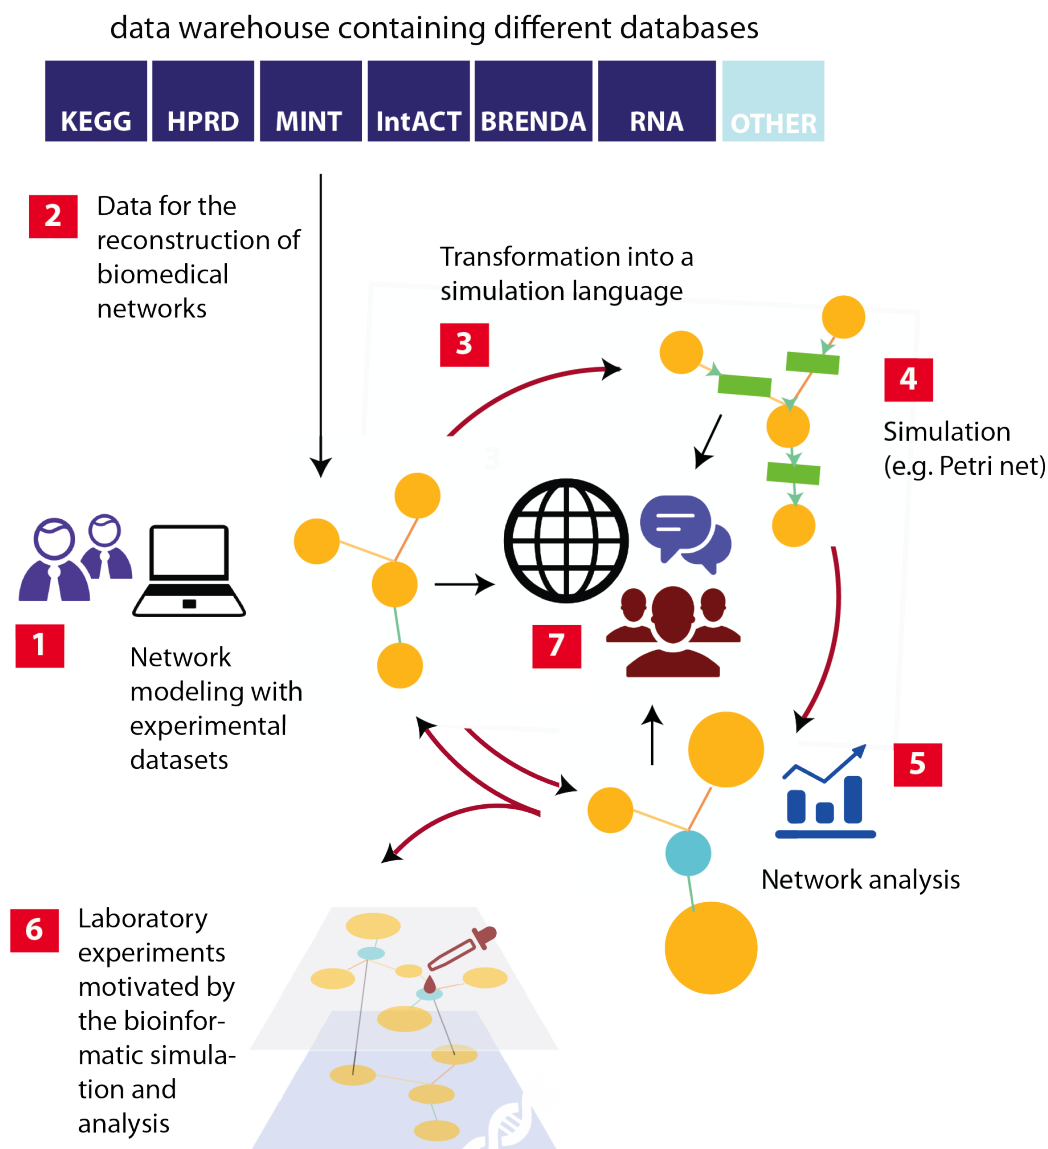 data warehouse containing different databases
KEGG HPRD MINT IntACT BRENDA RNA OTHER
2
Data for the
reconstruction of
biomedical
networks
Transformation into a
simulation language
3
4
Simulation
(e.g. Petri net)
3
1
Network
modeling with
experimental
datasets
7
5
Network analysis
6
Laboratory
experiments
motivated by
the bioinfor-
matic simula-
tion and
analysis